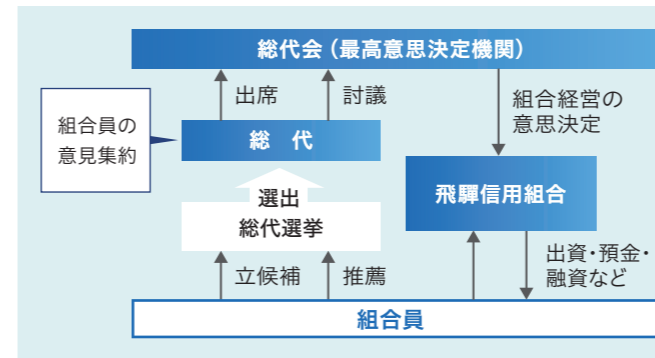 総代会（最高意思決定機関）
出席
討議
組合経営の
意思決定
組合員の
意見集約
総　代
飛驒信用組合
選出
総代選挙
立候補
推薦
出資・預金・
融資など
組合員